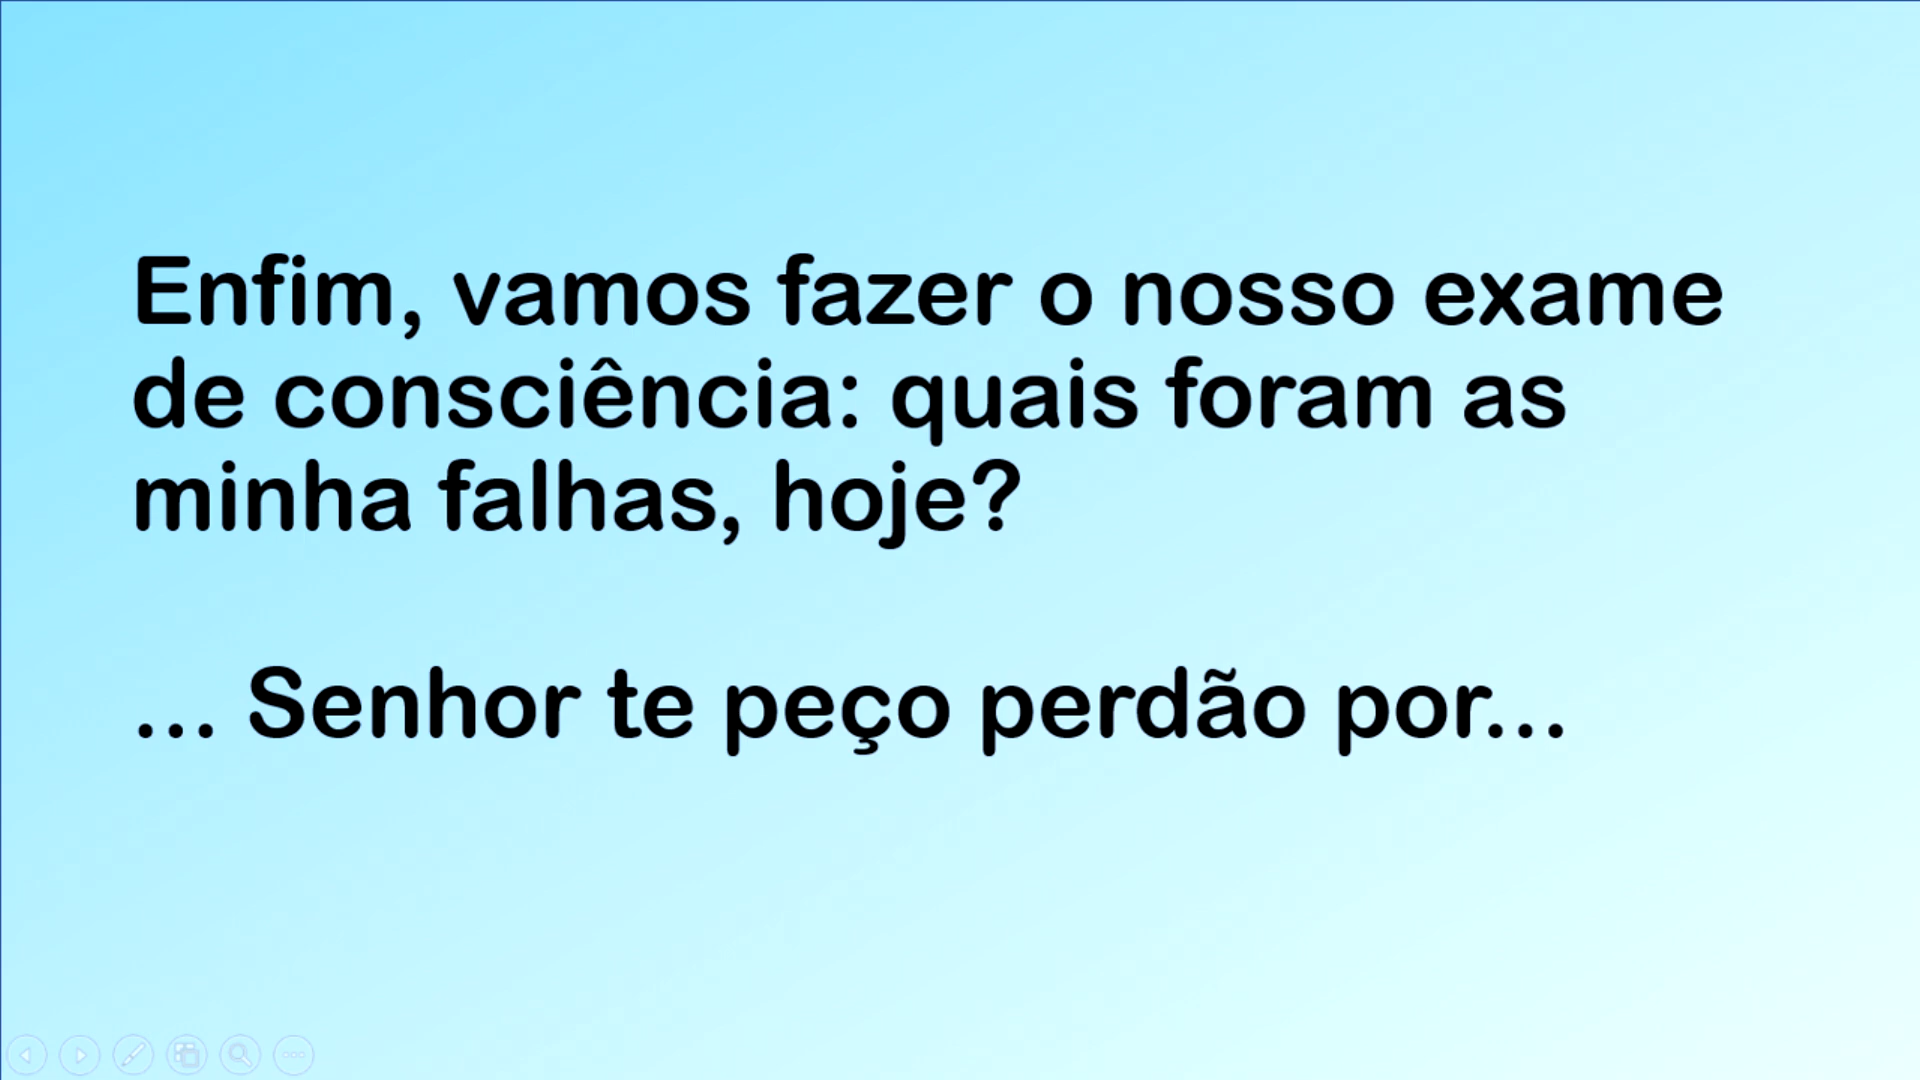 Enfim, vamos fazer o nosso exame
de consciência: quais foram as
minha falhas, hoje?
... Senhor te peço perdão por...